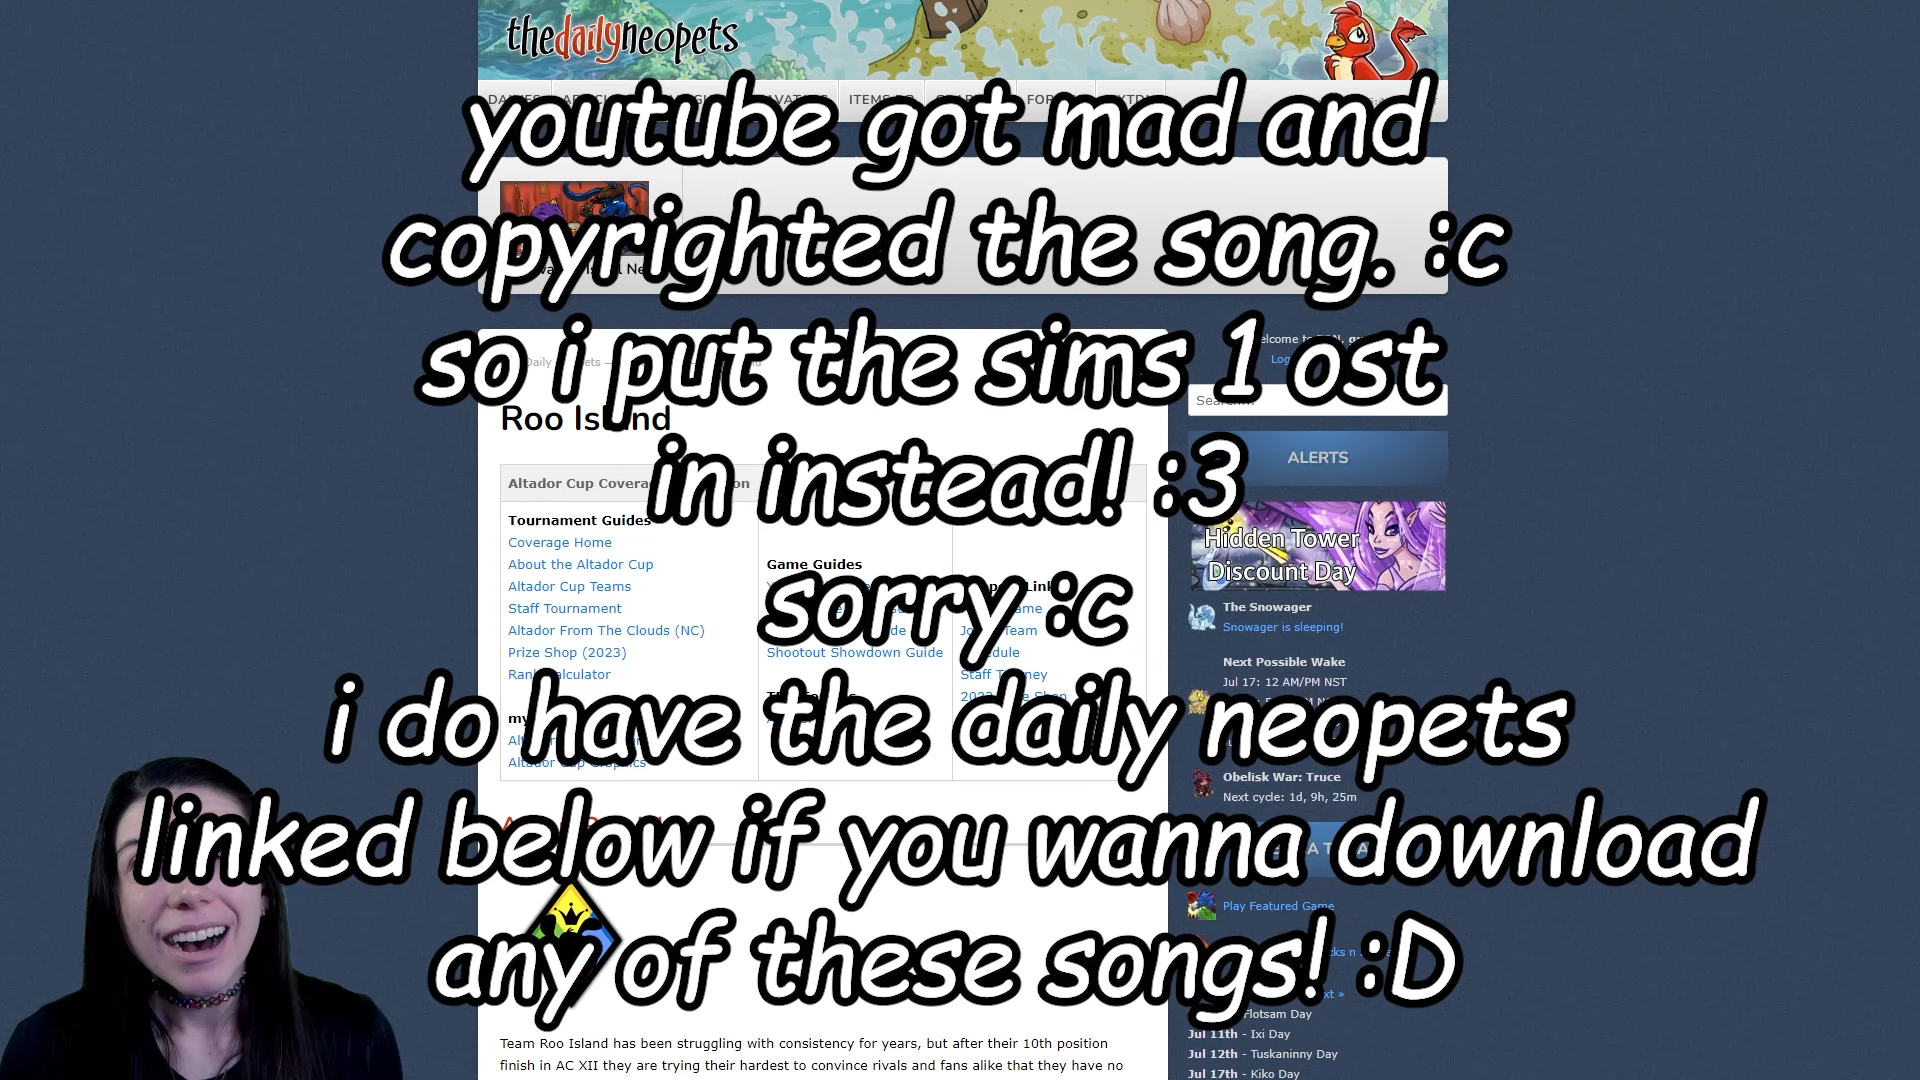 thedailyneopets
youtube got mad and
copyrighted the song. :c
so i put the sims 1 ost
in instead! :3
sorry :c
i do have the daily neopets
linked below if you wanna download
any of these songs! :D
Roo Island
Altador Cup
Tournament Guides
Coverage Home
About the Altador Cup
Altador Cup Teams
Staff Tournament
Altador From The Clouds (NC)
Prize Shop (2023)
Game Guides
Shootout Showdown Guide
ALERTS
Hidden Tower
Discount Day
The Snowager
Snowager is sleeping!
Next Possible Wake
Jul 17: 12 AM/PM NST
Obelisk War: Truce
Next cycle: 1d, 9h, 25m
Play Featured Game
Flotsam Day
Jul 11th - Ixi Day
Jul 12th - Tuskaninny Day
Jul 17th - Kiko Day
Team Roo Island has been struggling with consistency for years, but after their 10th position
finish in AC XII they are trying their hardest to convince rivals and fans alike that they have no